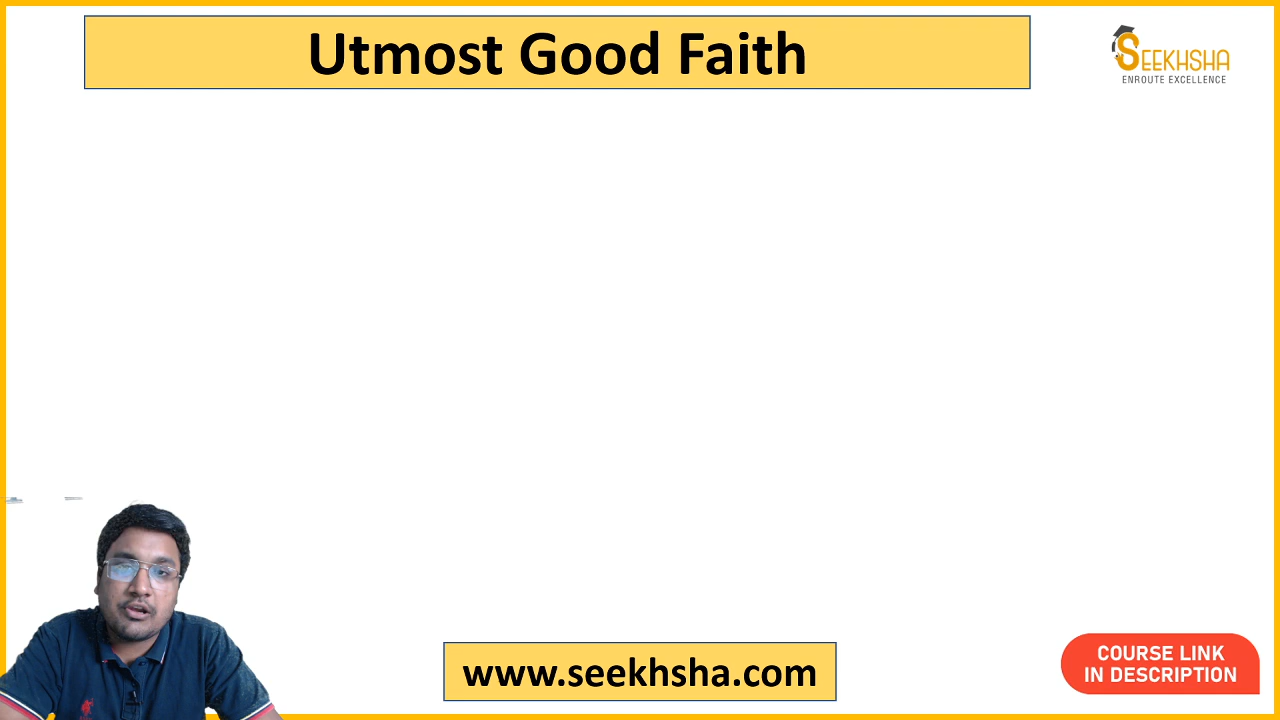 Utmost Good Faith
SEEKHSHA
ENROUTE EXCELLENCE
www.seekhsha.com
COURSE LINK
IN DESCRIPTION